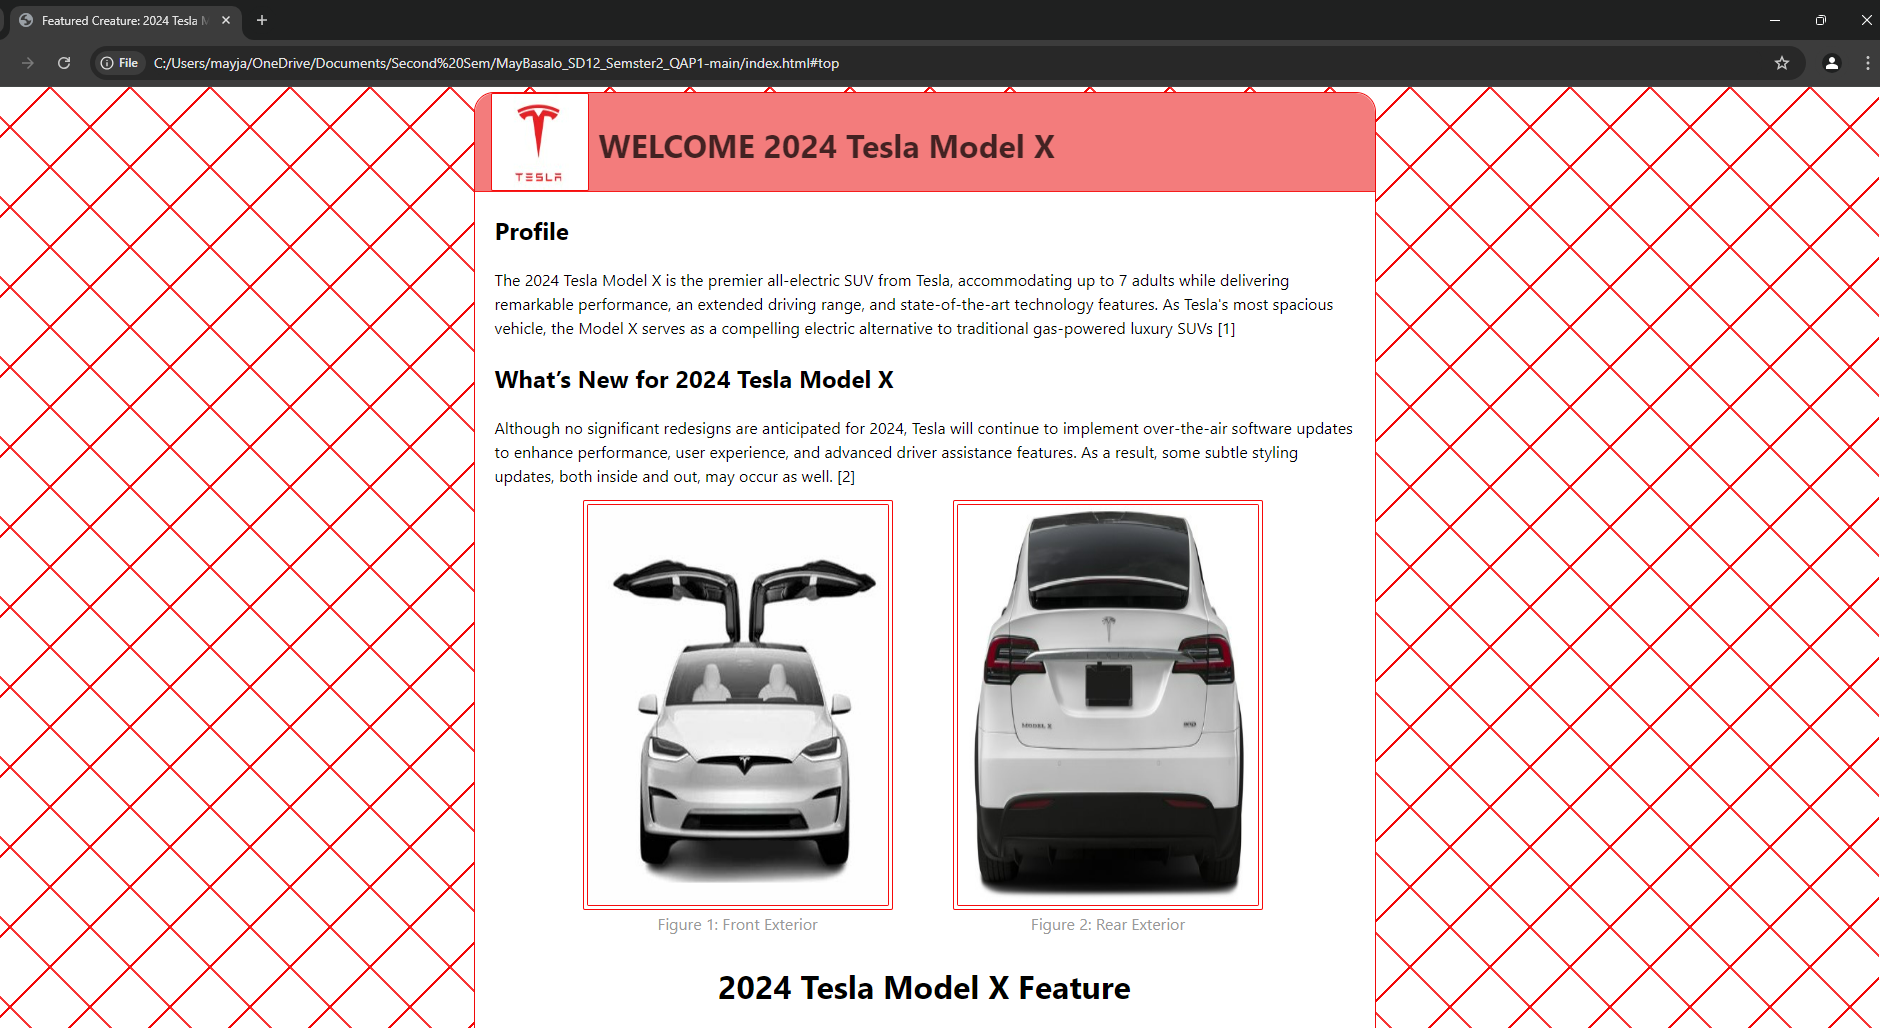 Featured Creature: 2024 Tesla M
File
C:/Users/mayja/OneDrive/Documents/Second%20Sem/MayBasalo_SD12_Semster2_QAP1-main/index.html#top
TESLA
WELCOME 2024 Tesla Model X
Profile
The 2024 Tesla Model X is the premier all-electric SUV from Tesla, accommodating up to 7 adults while delivering
remarkable performance, an extended driving range, and state-of-the-art technology features. As Tesla's most spacious
vehicle, the Model X serves as a compelling electric alternative to traditional gas-powered luxury SUVs [1]
What’s New for 2024 Tesla Model X
Although no significant redesigns are anticipated for 2024, Tesla will continue to implement over-the-air software updates
to enhance performance, user experience, and advanced driver assistance features. As a result, some subtle styling
updates, both inside and out, may occur as well. [2]
MODEL X
Figure 1: Front Exterior
Figure 2: Rear Exterior
2024 Tesla Model X Feature